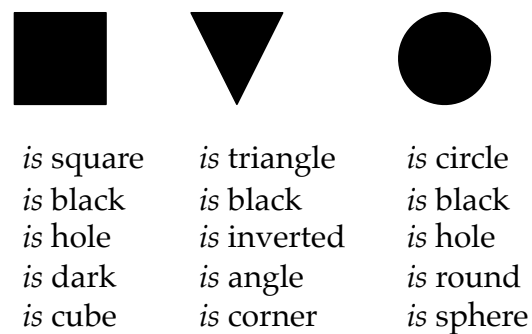 is square is triangle is circle
is black is black is black
is hole is inverted is hole
is dark is angle is round
is cube is corner is sphere